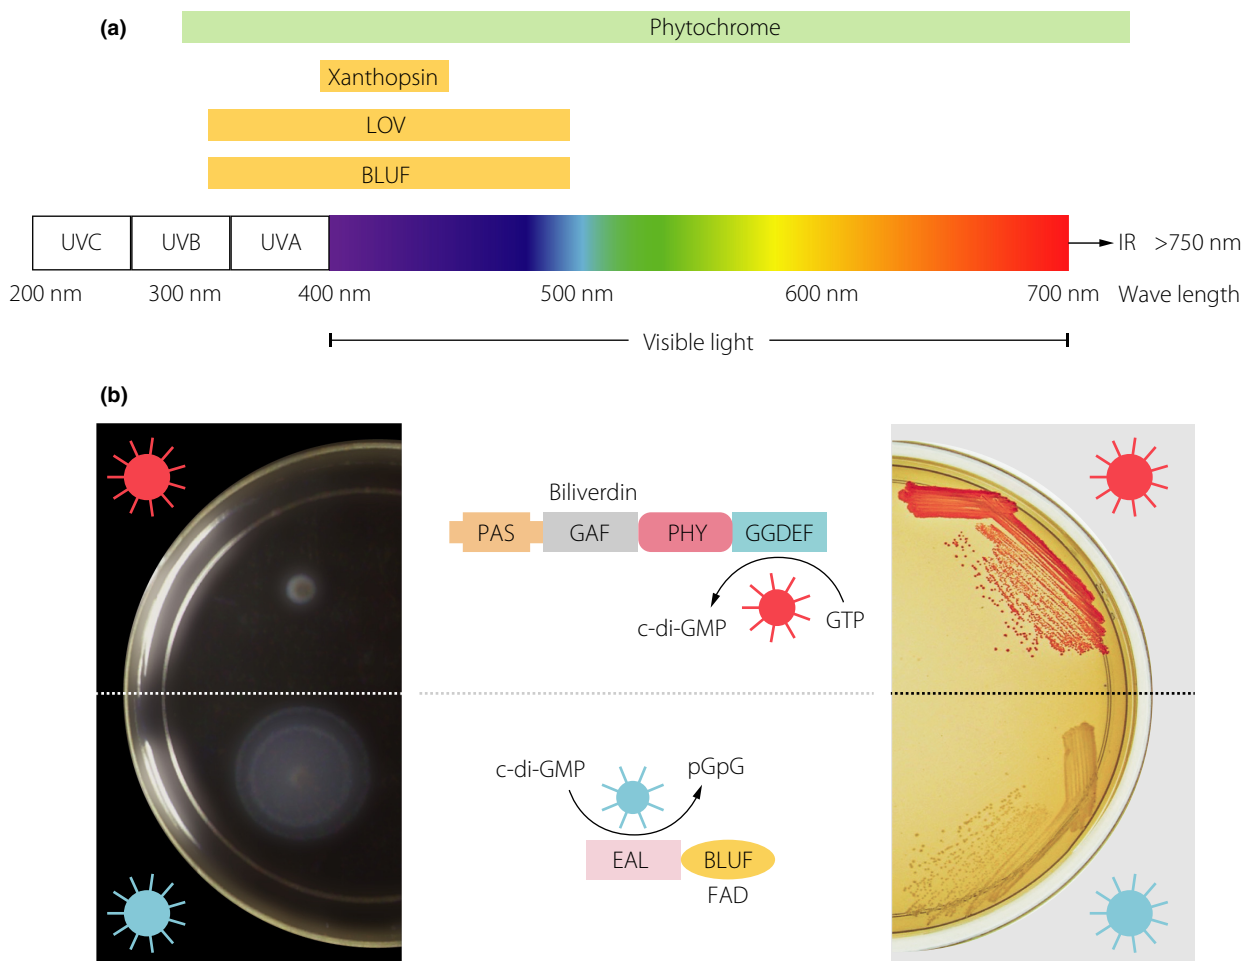 (a)
Phytochrome
Xanthopsin
LOV
BLUF
UVC UVB UVA IR >750 nm
200 nm 300 nm 400 nm 500 nm 600 nm 700 nm Wave length
Visible light
(b)
Biliverdin
PAS GAF PHY GGDEF
c-di-GMP GTP
c-di-GMP pGpG
EAL BLUF
FAD